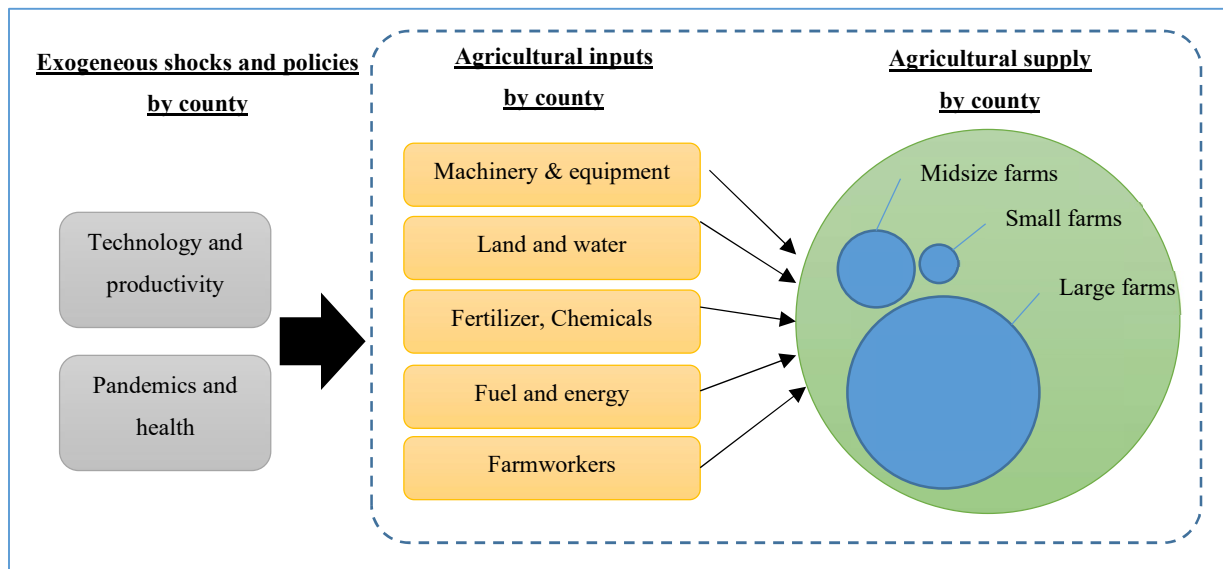 Exogeneous shocks and policies
by county
Technology and
productivity
Pandemics and
health
Agricultural inputs
by county
Machinery & equipment
Land and water
Fertilizer, Chemicals
Fuel and energy
Farmworkers
Agricultural supply
by county
Midsize farms
Small farms
Large farms